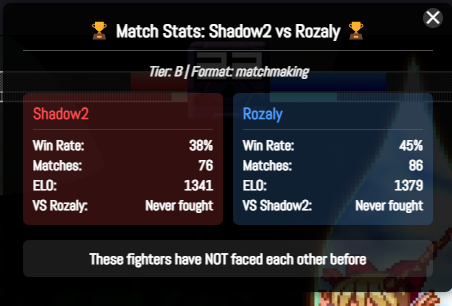 Match Stats: Shadow2 vs Rozaly
Tier: B | Format: matchmaking
Shadow2
Win Rate: 38%
Matches: 76
ELO: 1341
VS Rozaly: Never fought
Rozaly
Win Rate: 45%
Matches: 86
ELO: 1379
VS Shadow2: Never fought
These fighters have NOT faced each other before